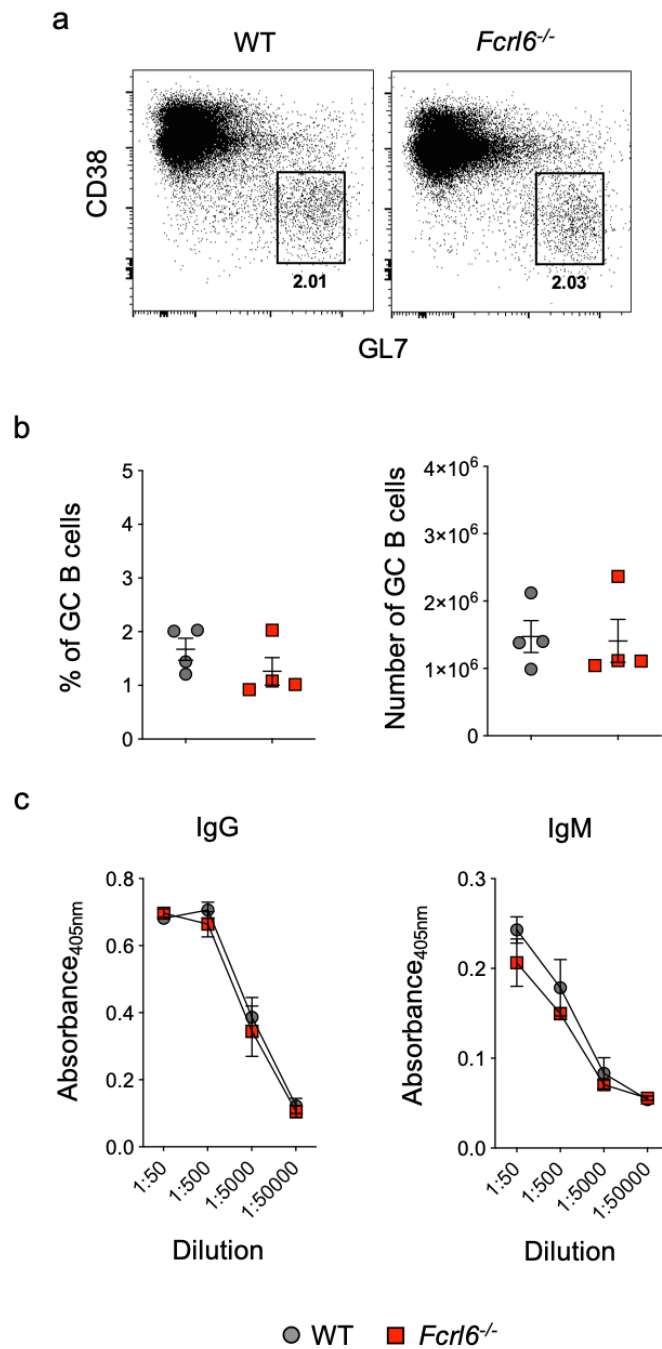 a
WT
Fcrl6-/-
CD38
2.01
2.03
GL7
b
% of GC B cells
5
4
3
2
1
0
Number of GC B cells
4×10⁶
3×10⁶
2×10⁶
1×10⁶
0
c
IgG
IgM
Absorbance405nm
0.8
0.6
0.4
0.2
0.0
1:50
1:500
1:5000
1:50000
Dilution
Absorbance405nm
0.3
0.2
0.1
0.0
1:50
1:500
1:5000
1:50000
Dilution
WT Fcrl6-/-